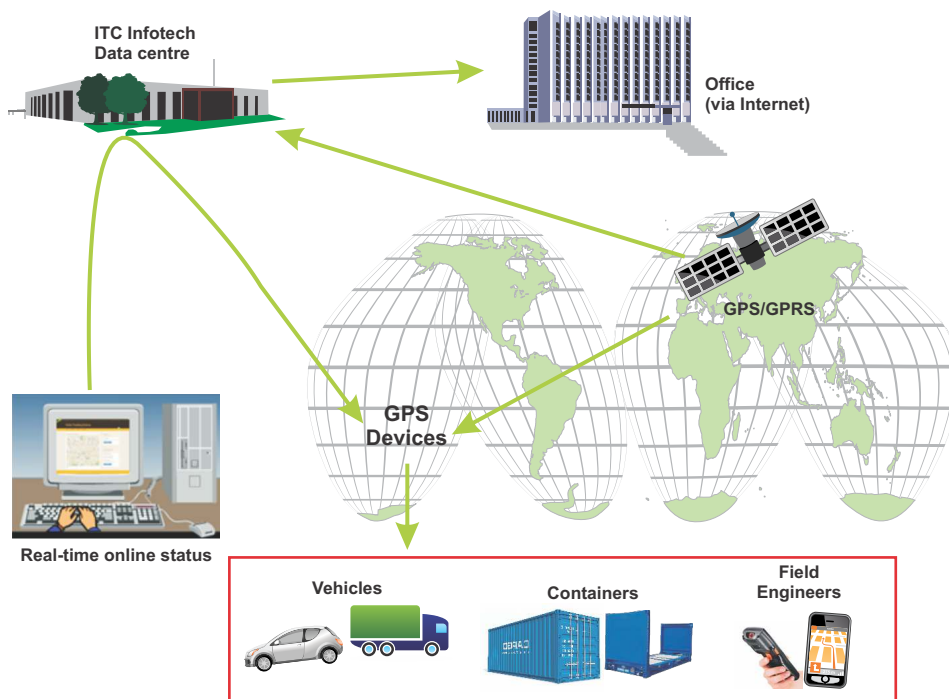 ITC Infotech
Data centre
Office
(via Internet)
GPS/GPRS
GPS
Devices
Real-time online status
Vehicles
Containers
Field
Engineers
CARGO